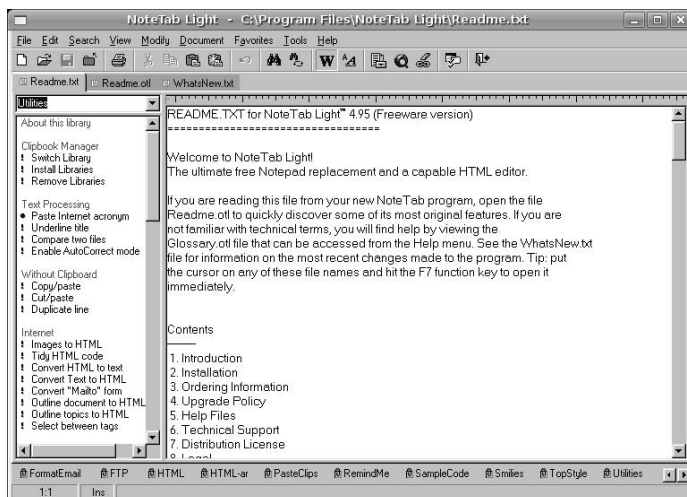 NoteTab Light - C:\Program Files\NoteTab Light\Readme.txt
File Edit Search View Modify Document Favorites Tools Help
Readme.txt Readme.otl WhatsNew.txt
Utilities
About this library
Clipbook Manager
Switch Library
Install Libraries
Remove Libraries
Text Processing
Paste Internet acronym
Underline title
Compare two files
Enable AutoCorrect mode
Without Clipboard
Copy/paste
Cut/paste
Duplicate line
Internet
Images to HTML
Tidy HTML code
Convert HTML to text
Convert Text to HTML
Convert "Mailto" form
Outline document to HTML
Outline topics to HTML
Select between tags
README.TXT for NoteTab Light™ 4.95 (Freeware version)
==================================
Welcome to NoteTab Light!
The ultimate free Notepad replacement and a capable HTML editor.
If you are reading this file from your new NoteTab program, open the file
Readme.otl to quickly discover some of its most original features. If you are
not familiar with technical terms, you will find help by viewing the
Glossary.otl file that can be accessed from the Help menu. See the WhatsNew.txt
file for information on the most recent changes made to the program. Tip: put
the cursor on any of these file names and hit the F7 function key to open it
immediately.
Contents
1. Introduction
2. Installation
3. Ordering Information
4. Upgrade Policy
5. Help Files
6. Technical Support
7. Distribution License
8. Legal
FormatEmail FTP HTML HTML-ar PasteClips RemindMe SampleCode Smilies TopStyle Utilities
1:1 Ins